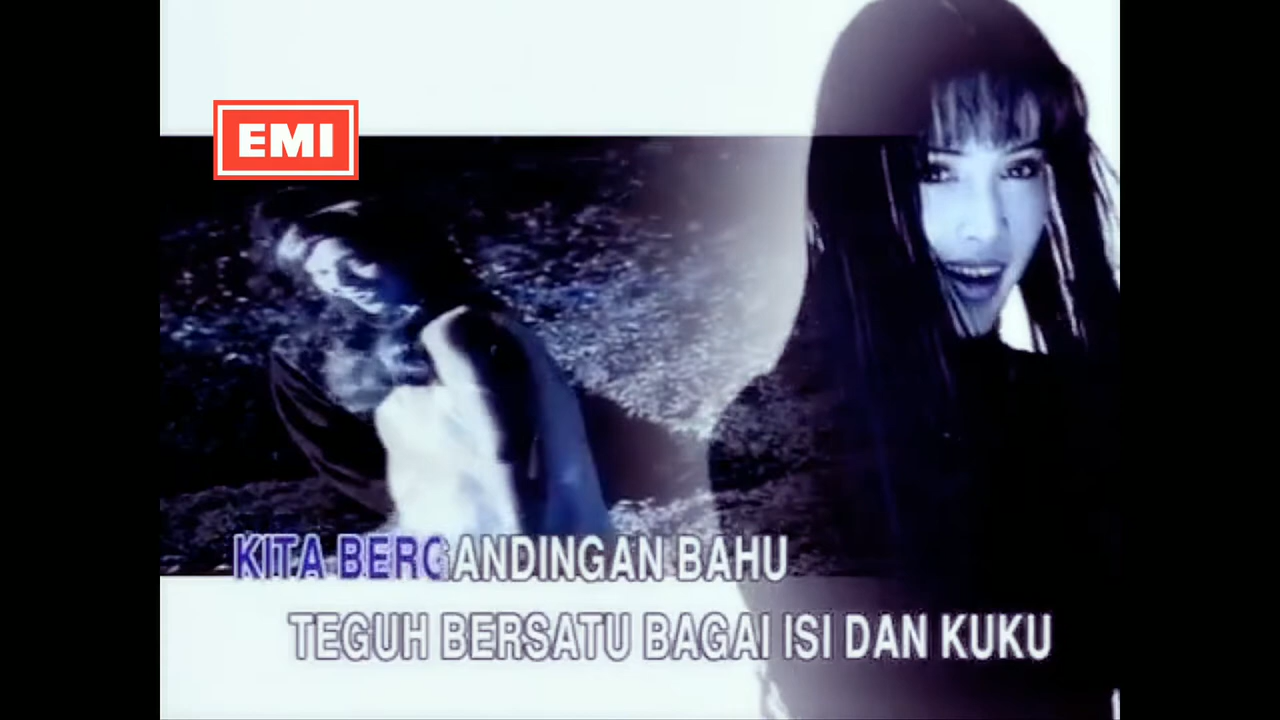 EMI
KITA BERGANDINGAN BAHU
TEGUH BERSATU BAGAI ISI DAN KUKU